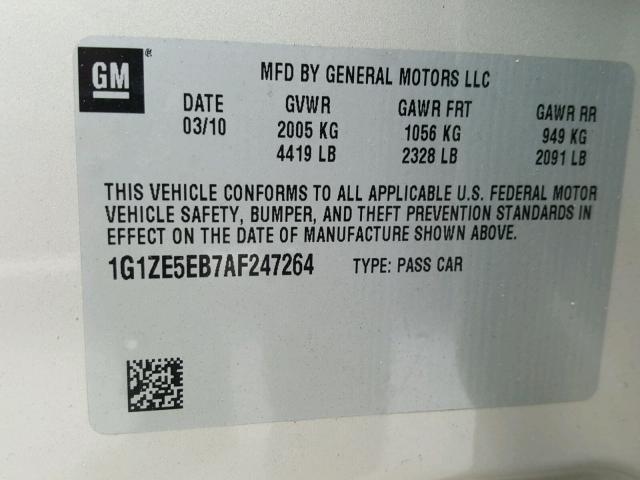 GM® MFD BY GENERAL MOTORS LLC
DATE GVWR GAWR FRT GAWR RR
03/10 2005 KG 1056 KG 949 KG
4419 LB 2328 LB 2091 LB
THIS VEHICLE CONFORMS TO ALL APPLICABLE U.S. FEDERAL MOTOR
VEHICLE SAFETY, BUMPER, AND THEFT PREVENTION STANDARDS IN
EFFECT ON THE DATE OF MANUFACTURE SHOWN ABOVE.
1G1ZE5EB7AF247264 TYPE: PASS CAR